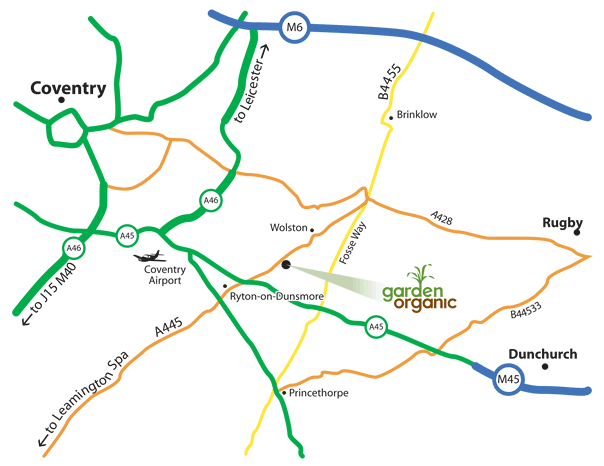 M6
Coventry
to Leicester
B4455
Brinklow
A46
A428
Rugby
Wolston
A45
A46
Fosse Way
Coventry
Airport
to J15 M40
Ryton-on-Dunsmore
garden
organic
B44533
A445
A45
Dunchurch
to Leamington Spa
M45
Princethorpe